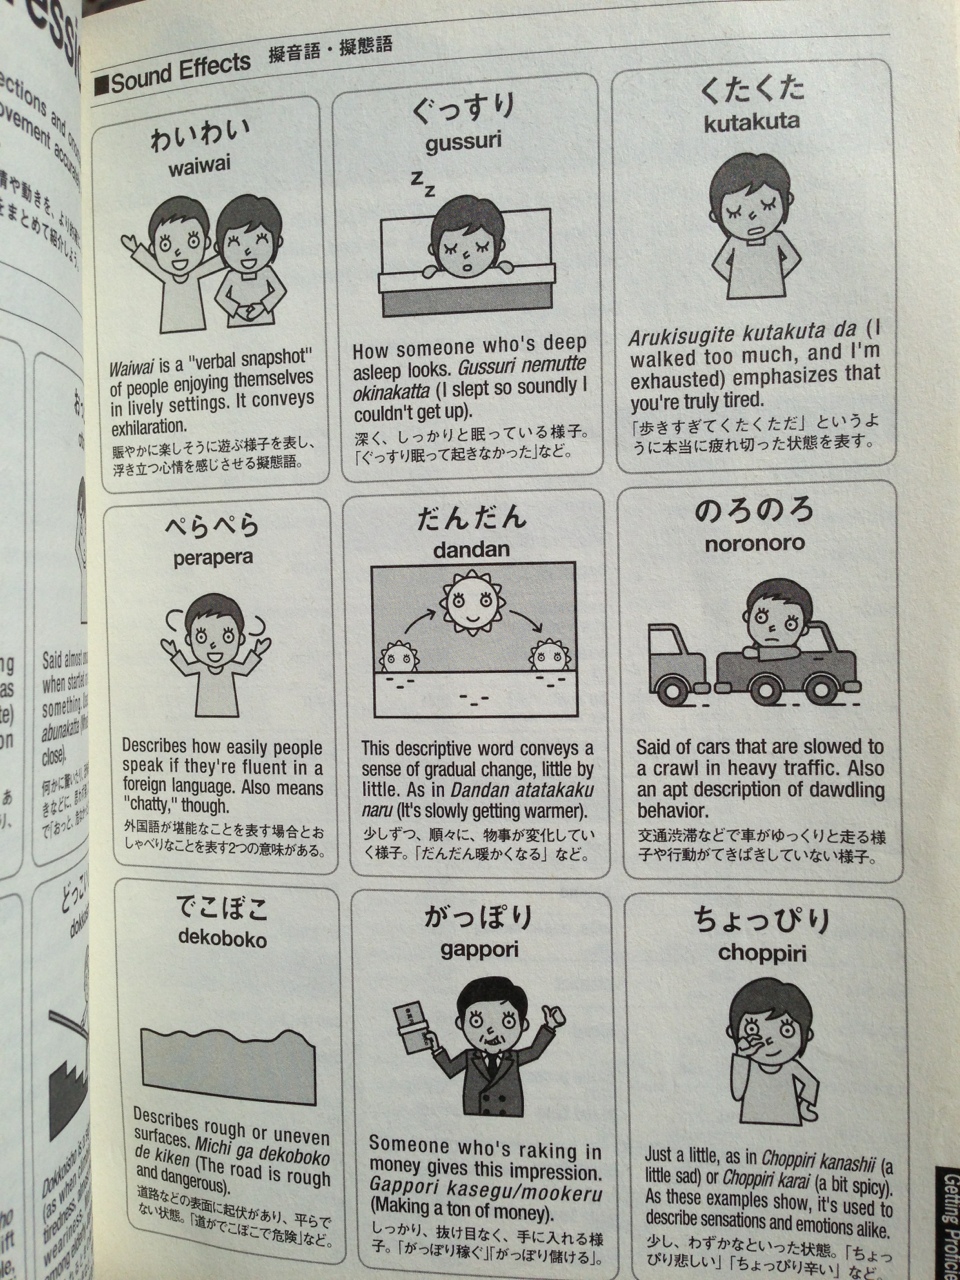 ■Sound Effects 擬音語・擬態語
わいわい
waiwai
Waiwai is a "verbal snapshot"
of people enjoying themselves
in lively settings. It conveys
exhilaration.
賑やかに楽しそうに遊ぶ様子を表し、
浮き立つ心情を感じさせる擬態語。
ぐっすり
gussuri
z
z
How someone who's deep
asleep looks. Gussuri nemutte
okinakatta (I slept so soundly I
couldn't get up).
深く、しっかりと眠っている様子。
「ぐっすり眠って起きなかった」など。
くたくた
kutakuta
Arukisugite kutakuta da (I
walked too much, and I'm
exhausted) emphasizes that
you're truly tired.
「歩きすぎてくたくただ」というよ
うに本当に疲れ切った状態を表す。
ぺらぺら
perapera
Describes how easily people
speak if they're fluent in a
foreign language. Also means
"chatty," though.
外国語が堪能なことを表す場合とお
しゃべりなことを表す2つの意味がある。
だんだん
dandan
This descriptive word conveys a
sense of gradual change, little by
little. As in Dandan atatakaku
naru (It's slowly getting warmer).
少しずつ、順々に、物事が変化してい
く様子。「だんだん暖かくなる」など。
のろのろ
noronoro
Said of cars that are slowed to
a crawl in heavy traffic. Also
an apt description of dawdling
behavior.
交通渋滞などで車がゆっくりと走る様
子や行動がてきぱきしていない様子。
でこぼこ
dekoboko
Describes rough or uneven
surfaces. Michi ga dekoboko
de kiken (The road is rough
and dangerous).
道路などの表面に起伏があり、平らで
ない状態。「道がでこぼこで危険」など。
がっぽり
gappori
Someone who's raking in
money gives this impression.
Gappori kasegu/mookeru
(Making a ton of money).
しっかり、抜け目なく、手に入れる様
子。「がっぽり稼ぐ」「がっぽり儲ける」。
ちょっぴり
choppiri
Just a little, as in Choppiri kanashii (a
little sad) or Choppiri karai (a bit spicy).
As these examples show, it's used to
describe sensations and emotions alike.
少し、わずかなといった状態。「ちょっ
ぴり悲しい」「ちょっぴり辛い」など
Getting